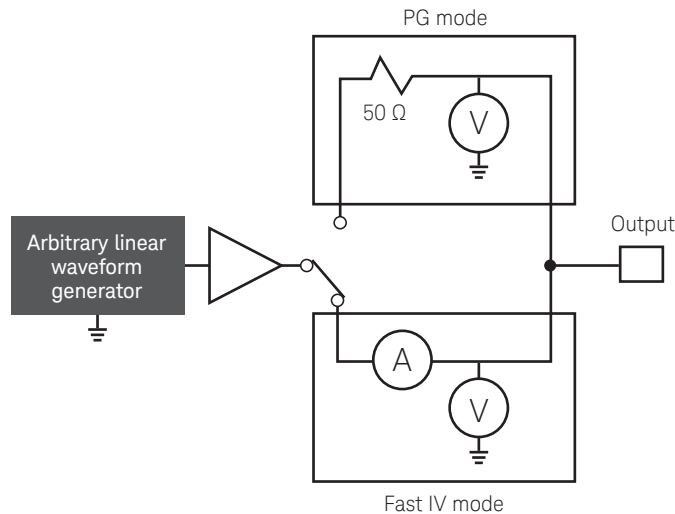 PG mode
50 Ω
V
Output
Arbitrary linear
waveform
generator
A
V
Fast IV mode